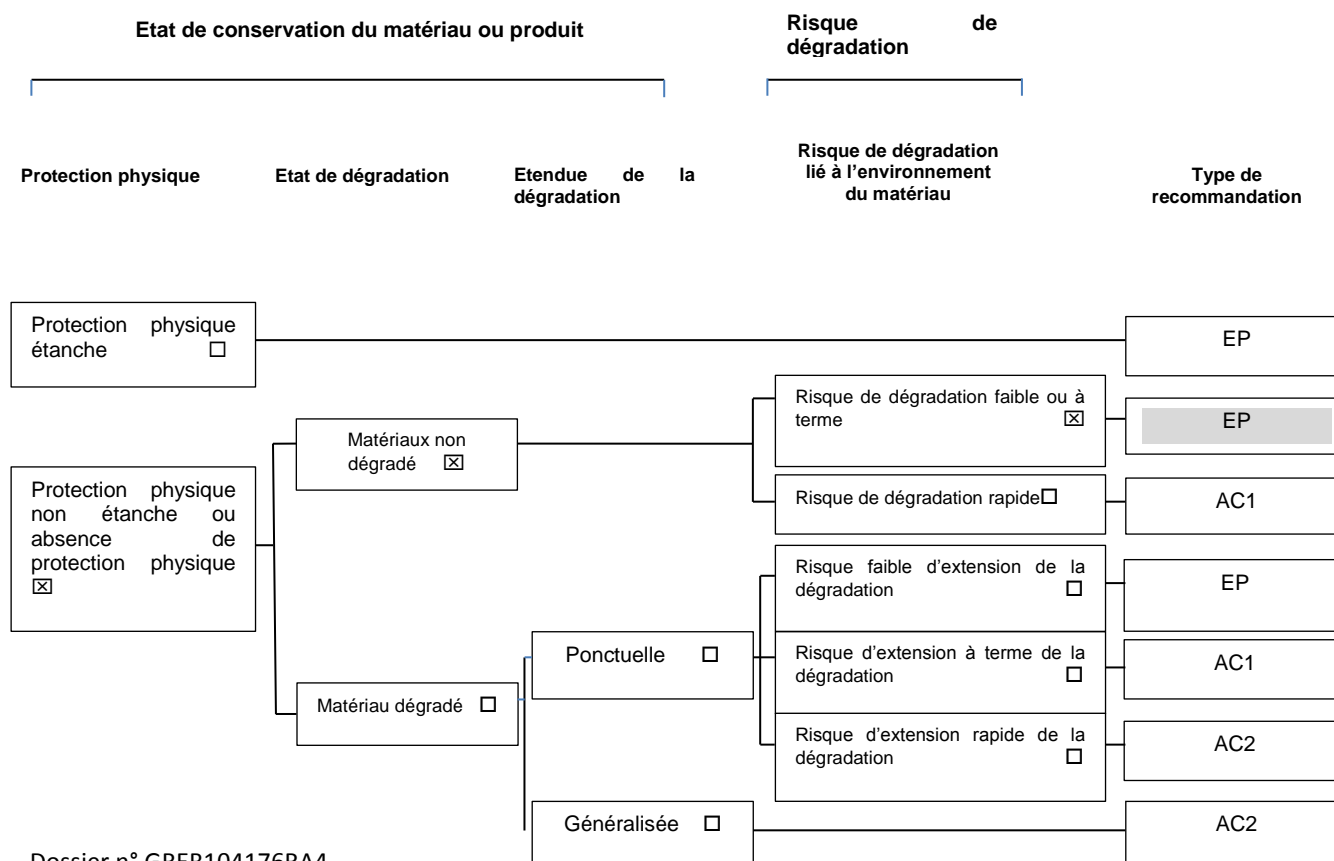 Etat de conservation du matériau ou produit
Risque de
dégradation
Protection physique
Etat de dégradation
Etendue de la
dégradation
Risque de dégradation
lié à l'environnement
du matériau
Type de
recommandation
Protection physique
étanche ☐
EP
Risque de dégradation faible ou à
terme ☒
EP
Matériaux non
dégradé ☒
Protection physique
non étanche ou
absence de
protection physique
☒
Risque de dégradation rapide☐
AC1
Risque faible d'extension de la
dégradation ☐
EP
Ponctuelle ☐
Risque d'extension à terme de la
dégradation ☐
AC1
Matériau dégradé ☐
Risque d'extension rapide de la
dégradation ☐
AC2
Généralisée ☐
AC2